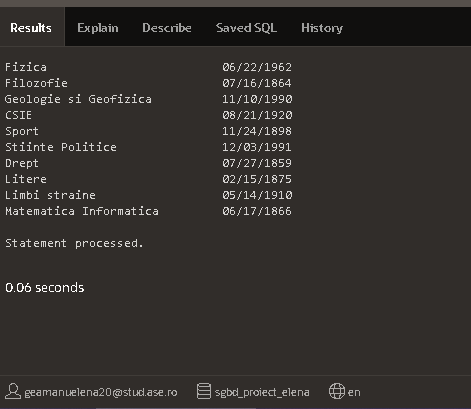 Results Explain Describe Saved SQL History
Fizica 06/22/1962
Filozofie 07/16/1864
Geologie si Geofizica 11/10/1990
CSIE 08/21/1920
Sport 11/24/1898
Stiinte Politice 12/03/1991
Drept 07/27/1859
Litere 02/15/1875
Limbi straine 05/14/1910
Matematica Informatica 06/17/1866
Statement processed.
0.06 seconds
geamanuelena20@stud.ase.ro sgbd_proiect_elena en